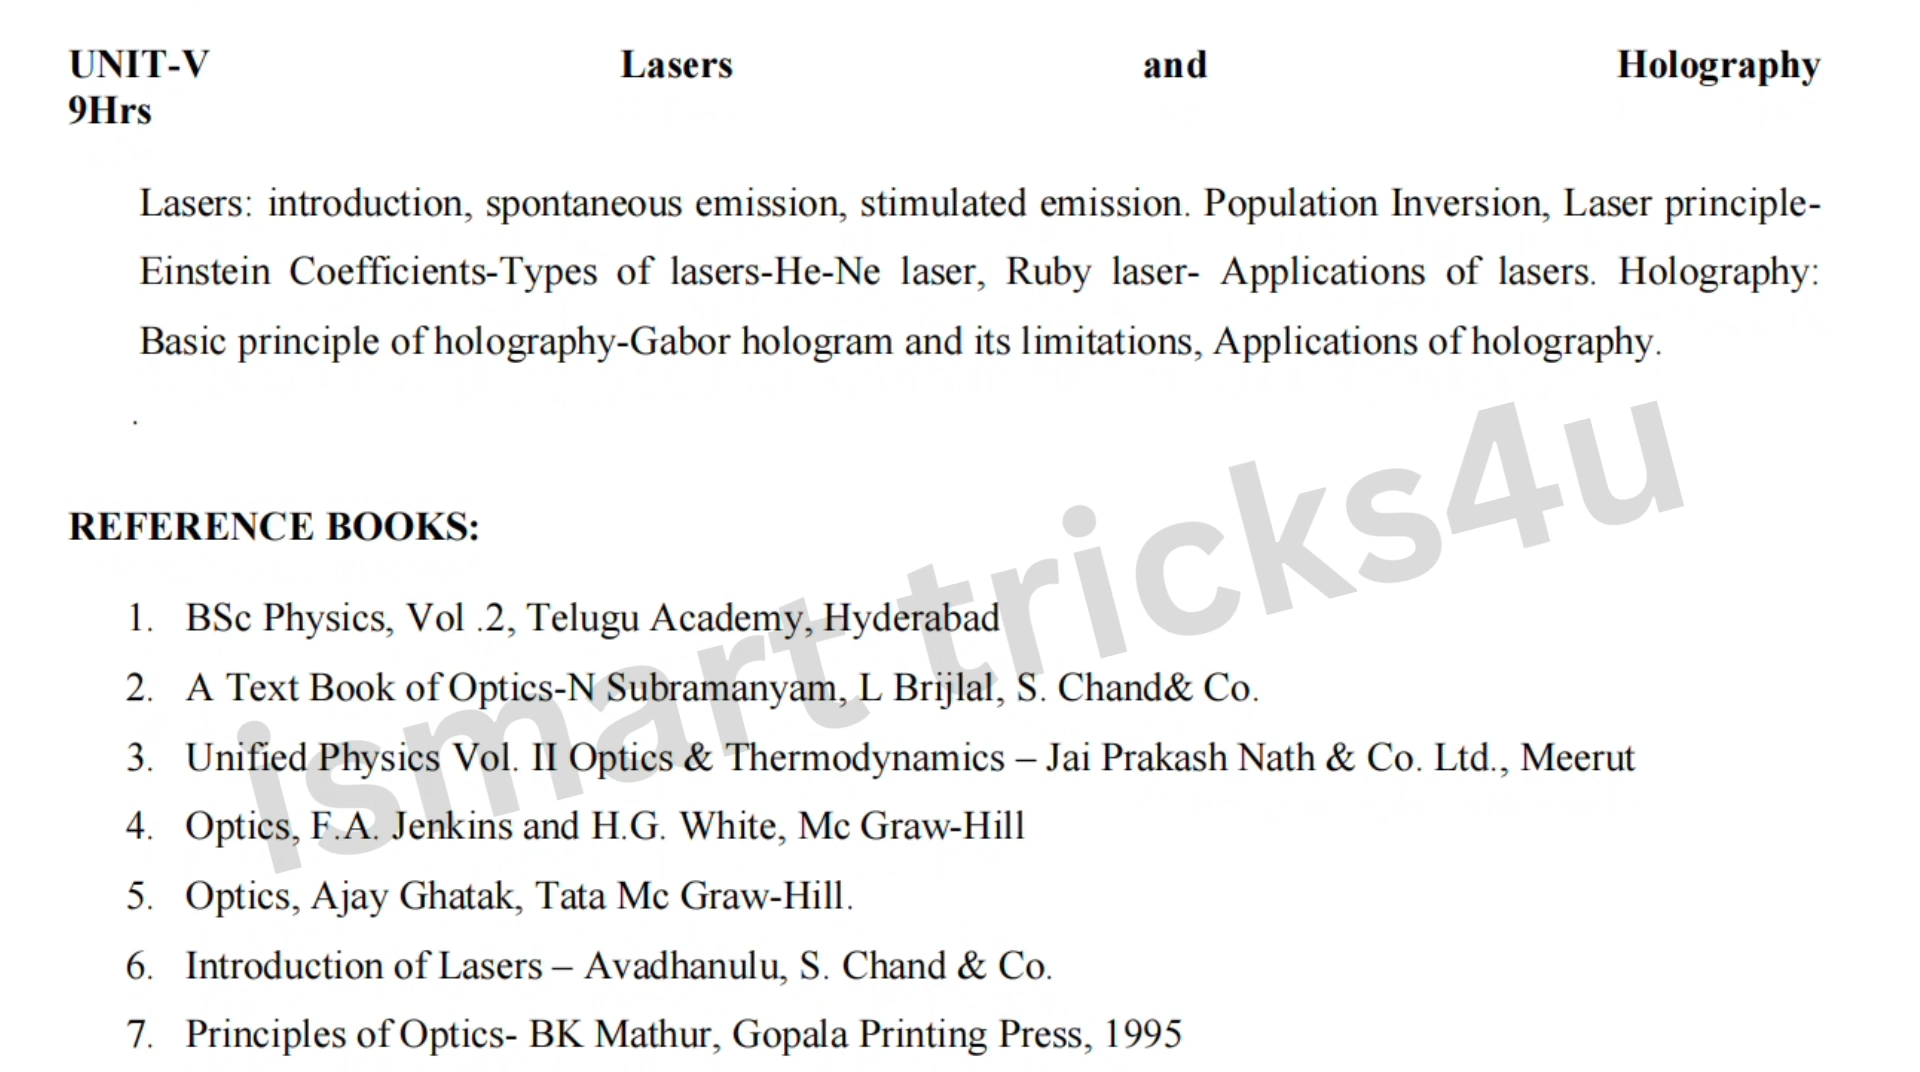 UNIT-V Lasers and Holography
9Hrs
Lasers: introduction, spontaneous emission, stimulated emission. Population Inversion, Laser principle-
Einstein Coefficients-Types of lasers-He-Ne laser, Ruby laser- Applications of lasers. Holography:
Basic principle of holography-Gabor hologram and its limitations, Applications of holography.
.
REFERENCE BOOKS:
1. BSc Physics, Vol .2, Telugu Academy, Hyderabad
2. A Text Book of Optics-N Subramanyam, L Brijlal, S. Chand& Co.
3. Unified Physics Vol. II Optics & Thermodynamics – Jai Prakash Nath & Co. Ltd., Meerut
4. Optics, F.A. Jenkins and H.G. White, Mc Graw-Hill
5. Optics, Ajay Ghatak, Tata Mc Graw-Hill.
6. Introduction of Lasers – Avadhanulu, S. Chand & Co.
7. Principles of Optics- BK Mathur, Gopala Printing Press, 1995
ismart tricks4u